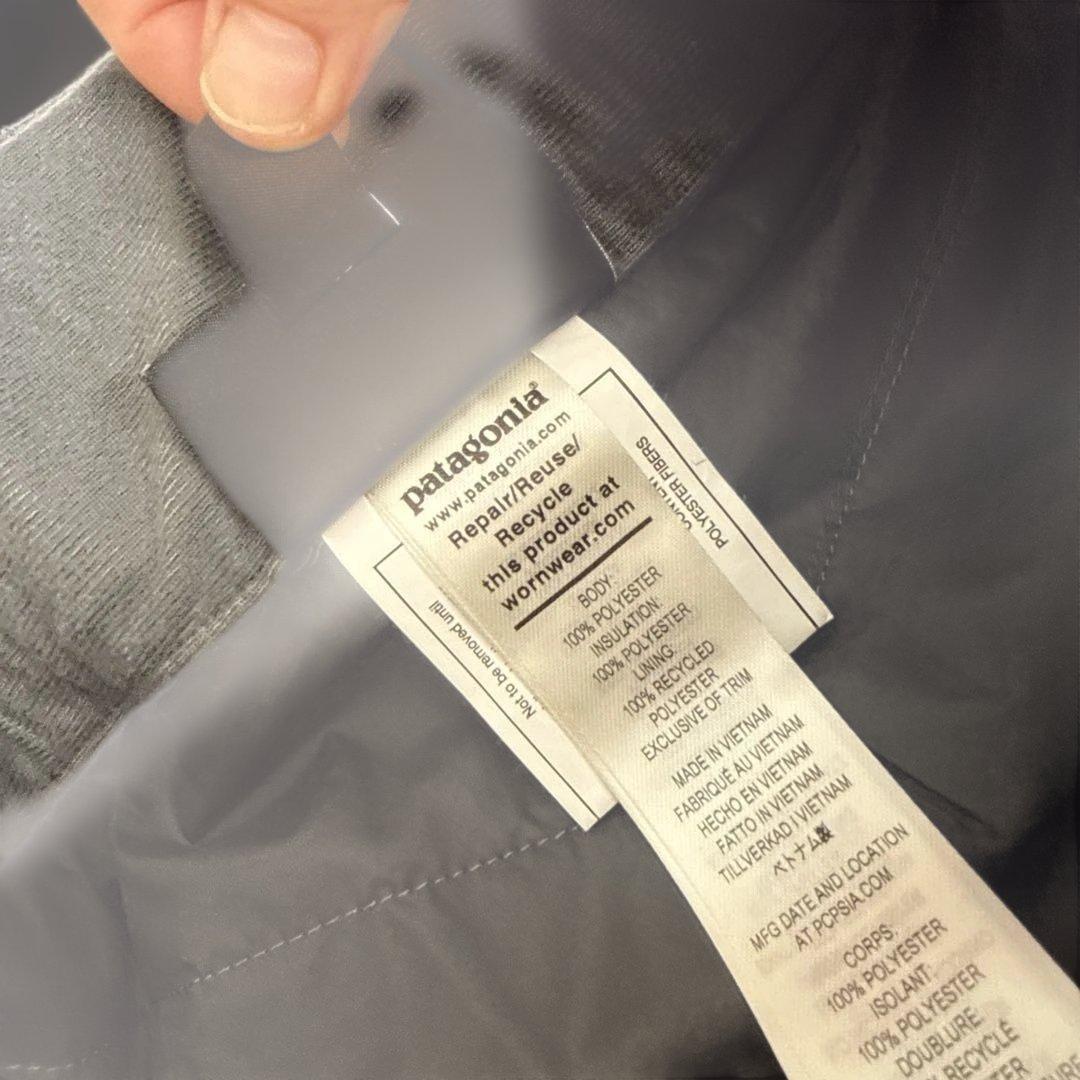 patagonia®
www.patagonia.com
Repair/Reuse/
Recycle
this product at
wornwear.com
BODY:
100% POLYESTER
INSULATION:
100% POLYESTER
LINING:
100% RECYCLED
POLYESTER
EXCLUSIVE OF TRIM
MADE IN VIETNAM
FABRIQUÉ AU VIETNAM
HECHO EN VIETNAM
FATTO IN VIETNAM
TILLVERKAD I VIETNAM
ベトナム製
MFG DATE AND LOCATION
AT PCPSIA.COM
CORPS:
100% POLYESTER
ISOLANT:
100% POLYESTER
DOUBLURE:
RECYCLÉ
Not to be removed until
POLYESTER FIBERS